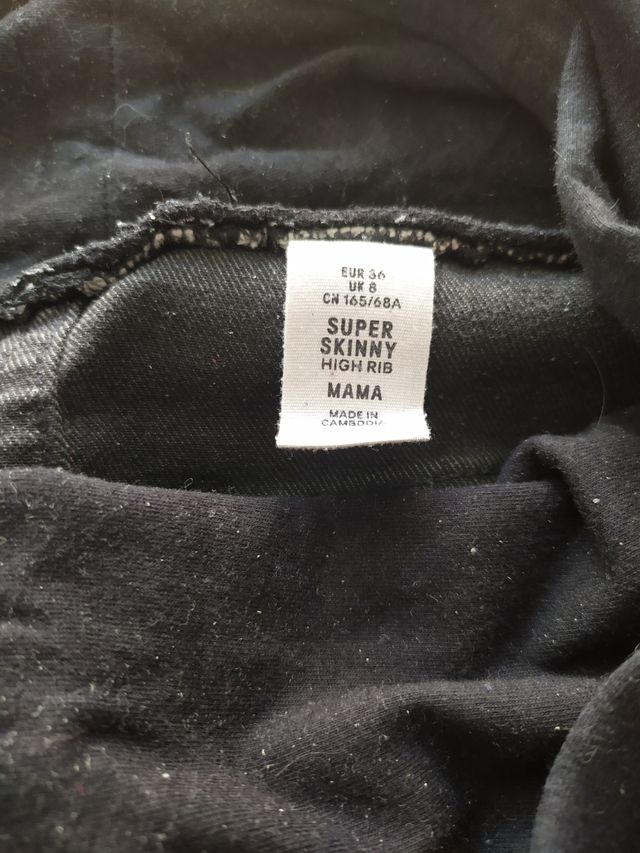 EUR 36
UK 8
CN 165/68A
SUPER
SKINNY
HIGH RIB
MAMA
MADE IN
CAMBODIA